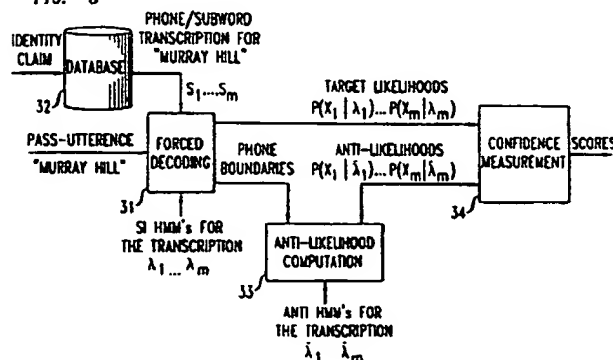 IDENTITY
CLAIM
DATABASE
32
PHONE/SUBWORD
TRANSCRIPTION FOR
"MURRAY HILL"
S₁....Sₘ
PASS-UTTERENCE
"MURRAY HILL"
FORCED
DECODING
31
SI HMM's FOR
THE TRANSCRIPTION
λ₁ ... λₘ
PHONE
BOUNDARIES
TARGET LIKELIHOODS
P(X₁ | λ₁)... P(Xₘ|λₘ)
ANTI-LIKELIHOODS
P(X₁ | λ̄₁)... P(Xₘ|λ̄ₘ)
ANTI-LIKELIHOOD
COMPUTATION
33
ANTI HMM's FOR
THE TRANSCRIPTION
λ̄₁ λ̄ₘ
CONFIDENCE
MEASUREMENT
34
SCORES